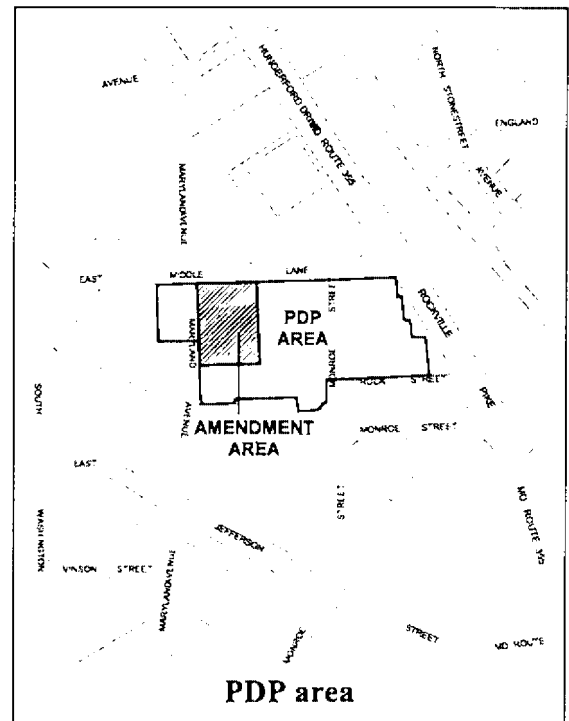 AVENUE
HUNGERFORD DRIVE
MD ROUTE 355
NORTH STONESTREET
AVENUE
ENGLAND
MARYLAND AVENUE
EAST MIDDLE LANE
STREET
ROCKVILLE
PDP
AREA
MARYLAND
MONROE
ROCK STREET
PIKE
SOUTH
AVENUE
AMENDMENT
AREA
MONROE STREET
EAST
STREET
MD ROUTE 355
WASHINGTON
JEFFERSON
VINSON STREET
MARYLAND AVENUE
MONROE
STREET
MD ROUTE
PDP area